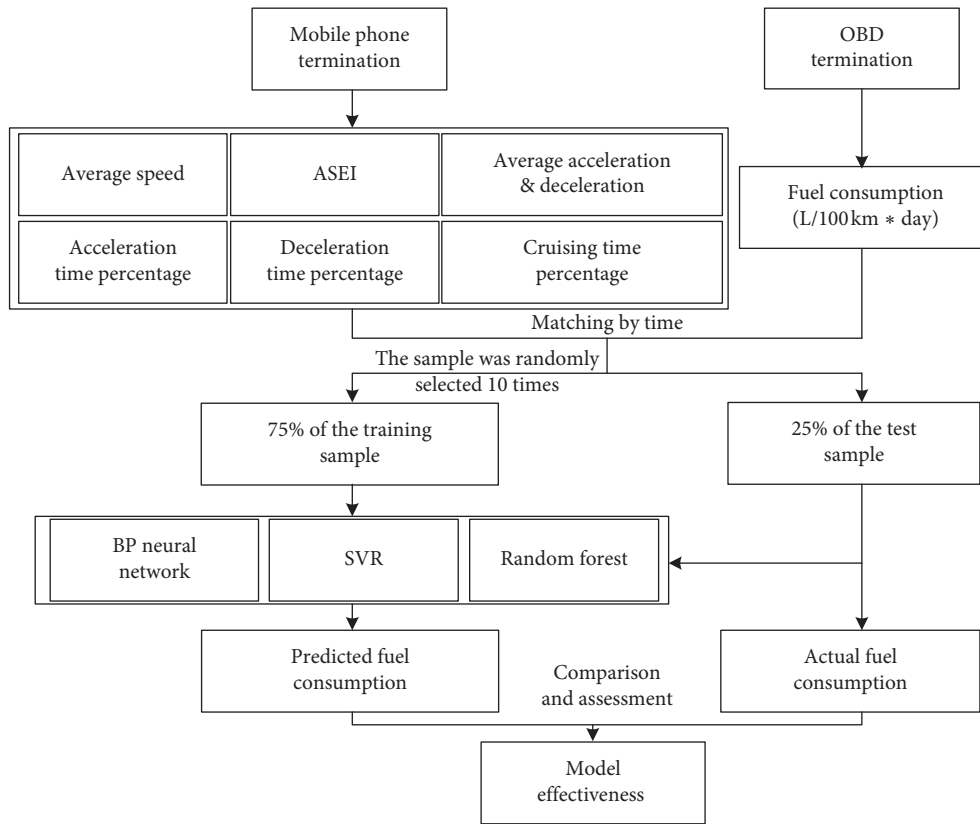 Mobile phone
termination
OBD
termination
Average speed
ASEI
Average acceleration
& deceleration
Acceleration
time percentage
Deceleration
time percentage
Cruising time
percentage
Fuel consumption
(L/100 km ∗ day)
Matching by time
The sample was randomly
selected 10 times
75% of the training
sample
25% of the test
sample
BP neural
network
SVR
Random forest
Predicted fuel
consumption
Comparison
and assessment
Actual fuel
consumption
Model
effectiveness